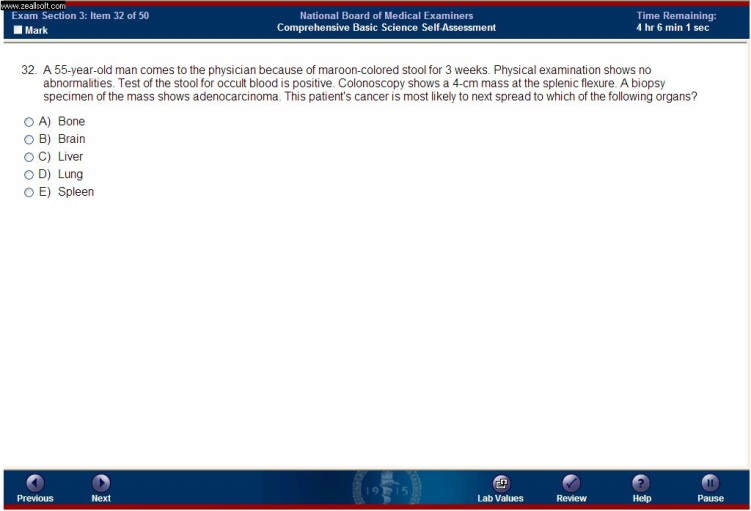 www.zeallsoft.com
Exam Section 3: Item 32 of 50
National Board of Medical Examiners
Time Remaining:
Mark
Comprehensive Basic Science Self-Assessment
4 hr 6 min 1 sec
32. A 55-year-old man comes to the physician because of maroon-colored stool for 3 weeks. Physical examination shows no
abnormalities. Test of the stool for occult blood is positive. Colonoscopy shows a 4-cm mass at the splenic flexure. A biopsy
specimen of the mass shows adenocarcinoma. This patient's cancer is most likely to next spread to which of the following organs?
A) Bone
B) Brain
C) Liver
D) Lung
E) Spleen
1915
Previous
Next
Lab Values
Review
Help
Pause